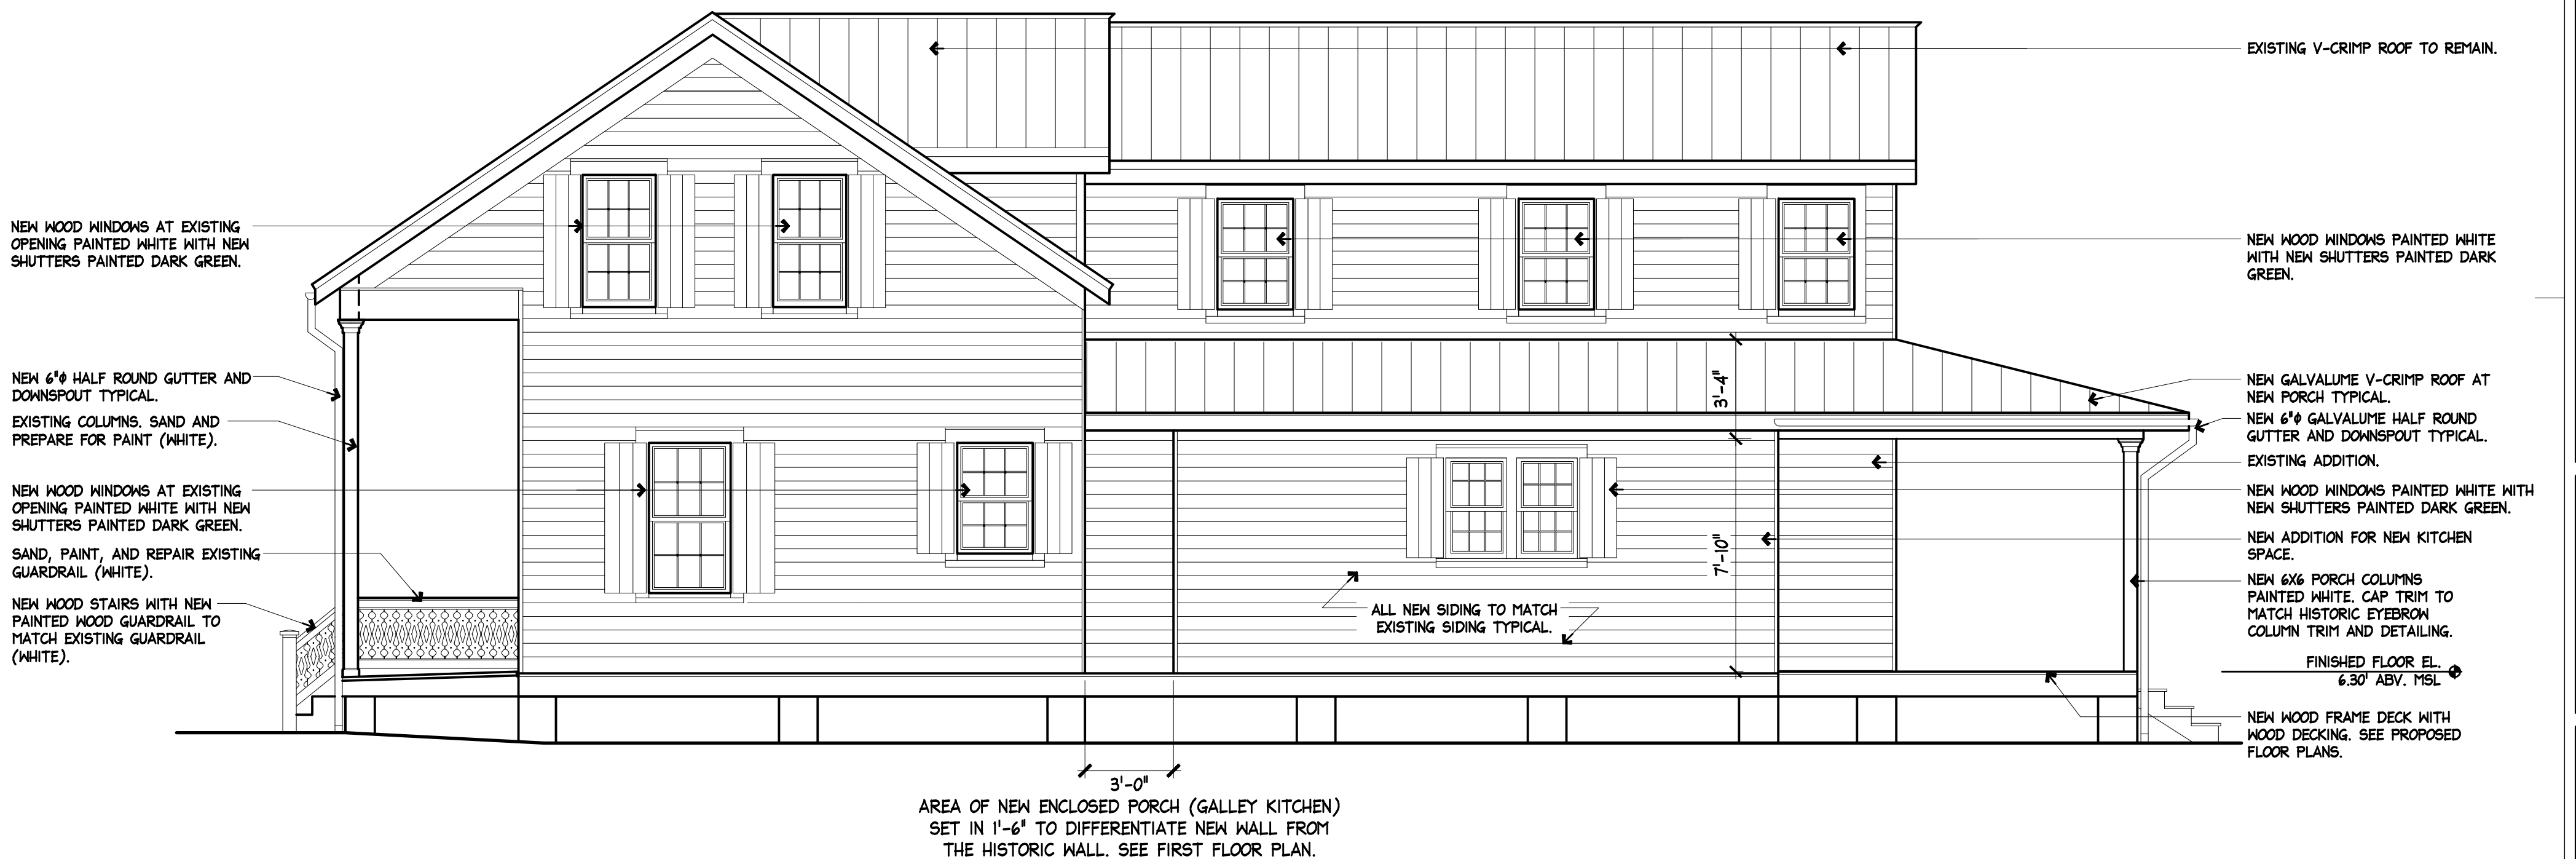 EXISTING V-CRIMP ROOF TO REMAIN.
NEW WOOD WINDOWS AT EXISTING
OPENING PAINTED WHITE WITH NEW
SHUTTERS PAINTED DARK GREEN.
NEW 6"Φ HALF ROUND GUTTER AND
DOWNSPOUT TYPICAL.
EXISTING COLUMNS. SAND AND
PREPARE FOR PAINT (WHITE).
NEW WOOD WINDOWS AT EXISTING
OPENING PAINTED WHITE WITH NEW
SHUTTERS PAINTED DARK GREEN.
SAND, PAINT, AND REPAIR EXISTING
GUARDRAIL (WHITE).
NEW WOOD STAIRS WITH NEW
PAINTED WOOD GUARDRAIL TO
MATCH EXISTING GUARDRAIL
(WHITE).
3'-4"
7'-10"
ALL NEW SIDING TO MATCH
EXISTING SIDING TYPICAL.
3'-0"
AREA OF NEW ENCLOSED PORCH (GALLEY KITCHEN)
SET IN 1'-6" TO DIFFERENTIATE NEW WALL FROM
THE HISTORIC WALL. SEE FIRST FLOOR PLAN.
NEW WOOD WINDOWS PAINTED WHITE
WITH NEW SHUTTERS PAINTED DARK
GREEN.
NEW GALVALUME V-CRIMP ROOF AT
NEW PORCH TYPICAL.
NEW 6"Φ GALVALUME HALF ROUND
GUTTER AND DOWNSPOUT TYPICAL.
EXISTING ADDITION.
NEW WOOD WINDOWS PAINTED WHITE WITH
NEW SHUTTERS PAINTED DARK GREEN.
NEW ADDITION FOR NEW KITCHEN
SPACE.
NEW 6X6 PORCH COLUMNS
PAINTED WHITE. CAP TRIM TO
MATCH HISTORIC EYEBROW
COLUMN TRIM AND DETAILING.
FINISHED FLOOR EL.
6.30' ABV. MSL
NEW WOOD FRAME DECK WITH
WOOD DECKING. SEE PROPOSED
FLOOR PLANS.